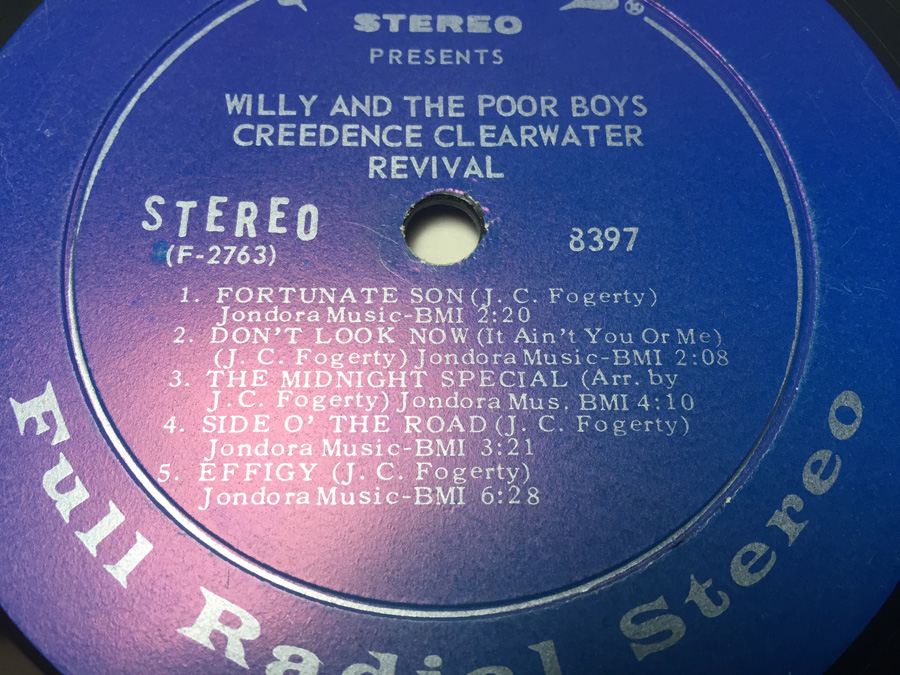 STEREO
PRESENTS
WILLY AND THE POOR BOYS
CREEDENCE CLEARWATER
REVIVAL
STEREO
(F-2763)
8397
1. FORTUNATE SON (J. C. Fogerty)
Jondora Music-BMI 2:20
2. DON'T LOOK NOW (It Ain't You Or Me)
(J. C. Fogerty) Jondora Music-BMI 2:08
3. THE MIDNIGHT SPECIAL (Arr. by
J.C. Fogerty) Jondora Mus. BMI 4:10
4. SIDE O' THE ROAD (J. C. Fogerty)
Jondora Music-BMI 3:21
5. EFFIGY (J. C. Fogerty)
Jondora Music-BMI 6:28
Full Radial Stereo